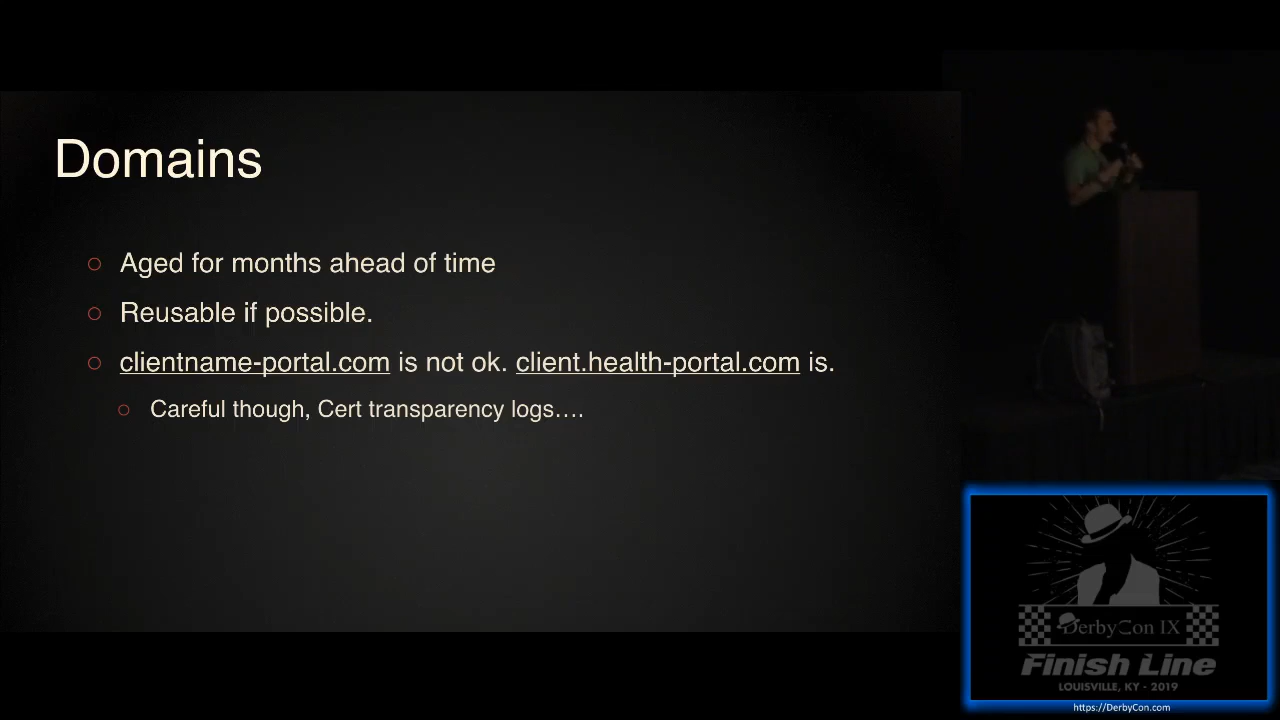 Domains
Aged for months ahead of time
Reusable if possible.
clientname-portal.com is not ok. client.health-portal.com is.
Careful though, Cert transparency logs….
DerbyCon IX
Finish Line
LOUISVILLE, KY - 2019
https://DerbyCon.com